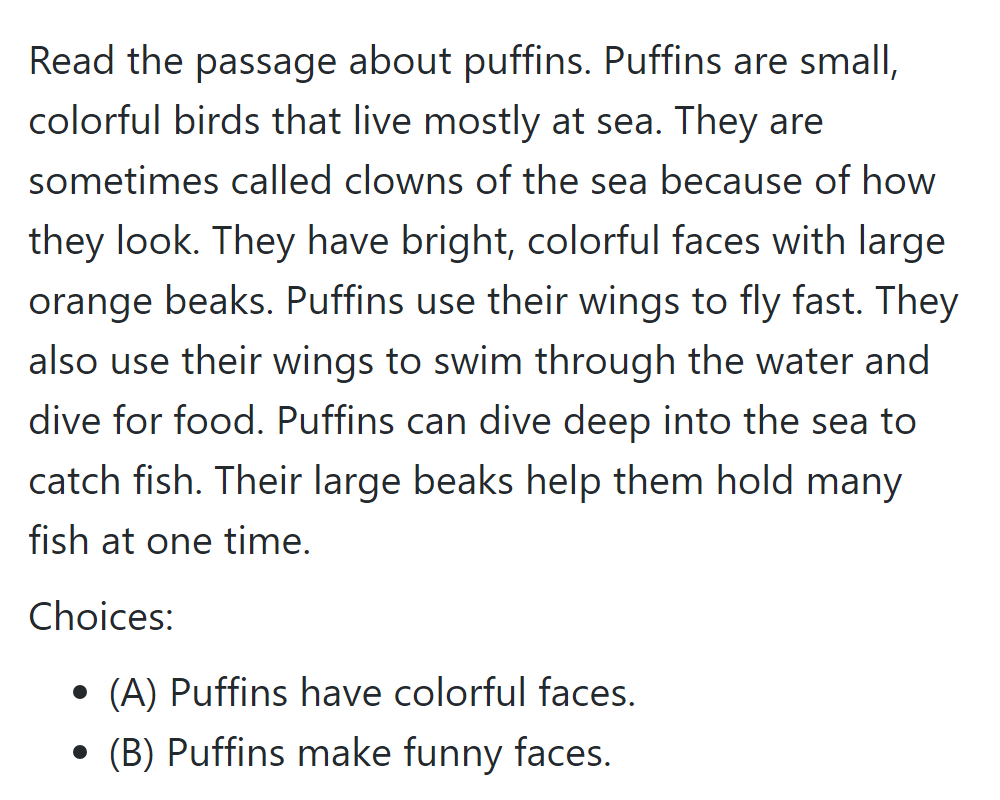 Read the passage about puffins. Puffins are small,
colorful birds that live mostly at sea. They are
sometimes called clowns of the sea because of how
they look. They have bright, colorful faces with large
orange beaks. Puffins use their wings to fly fast. They
also use their wings to swim through the water and
dive for food. Puffins can dive deep into the sea to
catch fish. Their large beaks help them hold many
fish at one time.
Choices:
• (A) Puffins have colorful faces.
• (B) Puffins make funny faces.